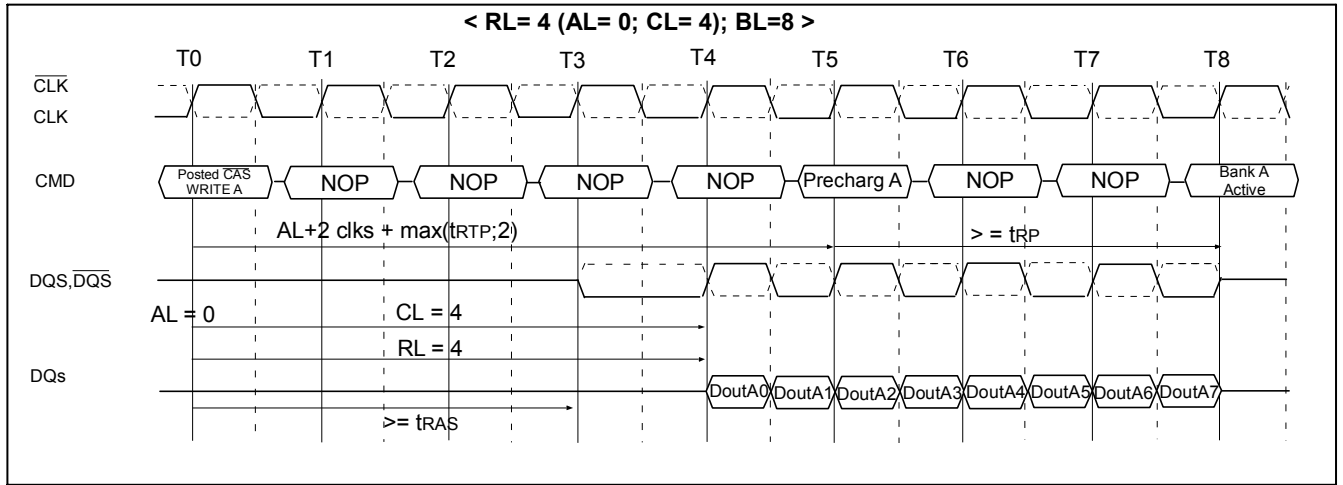 < RL= 4 (AL= 0; CL= 4); BL=8 >
T0 T1 T2 T3 T4 T5 T6 T7 T8
CLK
CLK
CMD
Posted CAS
WRITE A
NOP NOP NOP NOP Precharg A NOP NOP
Bank A
Active
AL+2 clks + max(tRTP;2)
> = tRP
DQS,DQS
AL = 0
CL = 4
RL = 4
DQs
DoutA0 DoutA1 DoutA2 DoutA3 DoutA4 DoutA5 DoutA6 DoutA7
>= tRAS